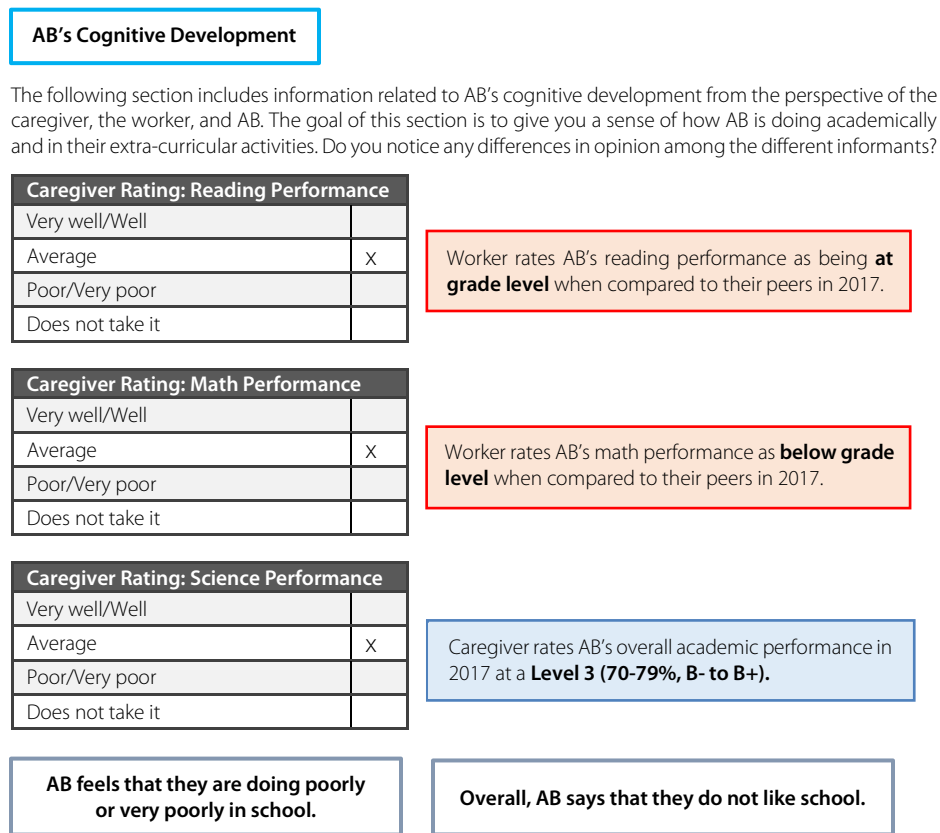 AB’s Cognitive Development
The following section includes information related to AB’s cognitive development from the perspective of the
caregiver, the worker, and AB. The goal of this section is to give you a sense of how AB is doing academically
and in their extra-curricular activities. Do you notice any differences in opinion among the different informants?
Caregiver Rating: Reading Performance
Very well/Well
Average x
Poor/Very poor
Does not take it
Worker rates AB’s reading performance as being at
grade level when compared to their peers in 2017.
Caregiver Rating: Math Performance
Very well/Well
Average x
Poor/Very poor
Does not take it
Worker rates AB’s math performance as below grade
level when compared to their peers in 2017.
Caregiver Rating: Science Performance
Very well/Well
Average x
Poor/Very poor
Does not take it
Caregiver rates AB’s overall academic performance in
2017 at a Level 3 (70-79%, B- to B+).
AB feels that they are doing poorly
or very poorly in school.
Overall, AB says that they do not like school.